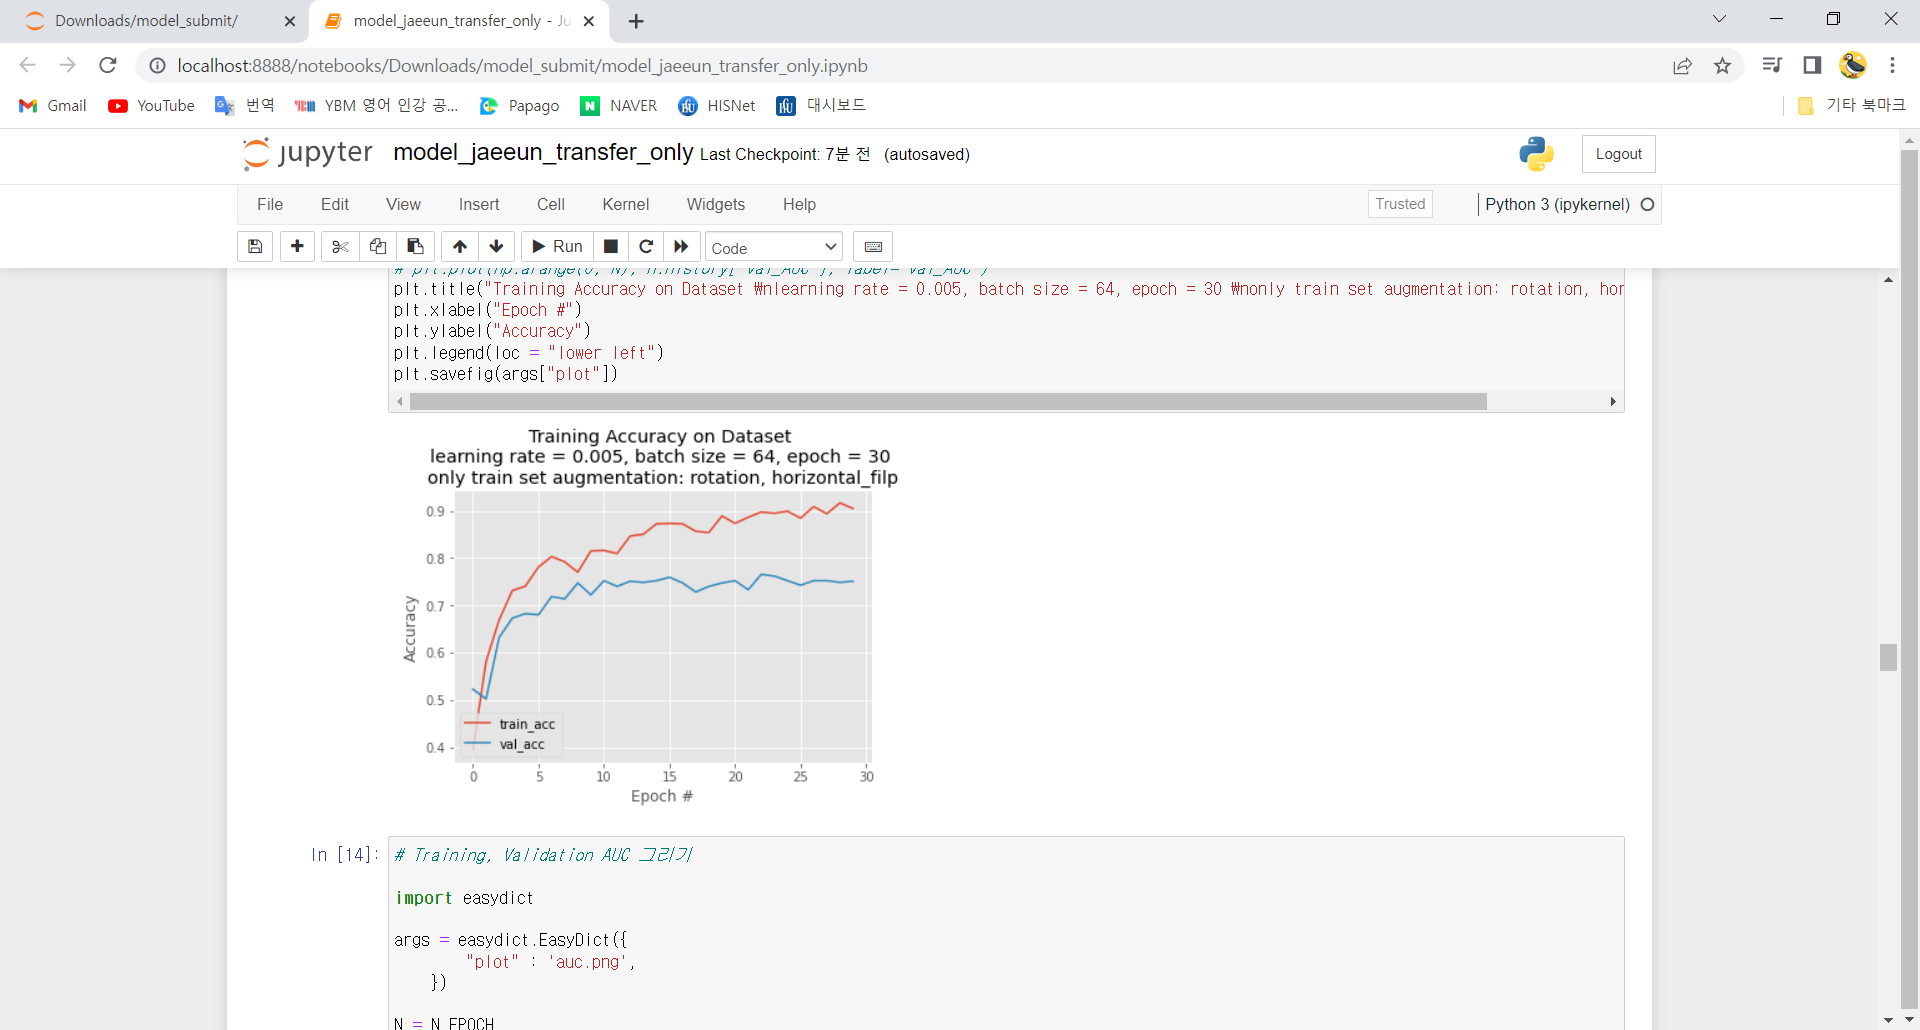 Downloads/model_submit/
model_jaeeun_transfer_only - Ju
localhost:8888/notebooks/Downloads/model_submit/model_jaeeun_transfer_only.ipynb
Gmail YouTube 번역 YBM 영어 인강 공... Papago NAVER HISNet 대시보드 기타 북마크
jupyter model_jaeeun_transfer_only Last Checkpoint: 7분 전 (autosaved) Logout
File Edit View Insert Cell Kernel Widgets Help Trusted Python 3 (ipykernel)
Run Code
# plt.plot(np.arange(0, N), h.history['val_AUC'], label='val_AUC')
plt.title("Training Accuracy on Dataset ₩nlearning rate = 0.005, batch size = 64, epoch = 30 ₩nonly train set augmentation: rotation, hor
plt.xlabel("Epoch #")
plt.ylabel("Accuracy")
plt.legend(loc = "lower left")
plt.savefig(args["plot"])
Training Accuracy on Dataset
learning rate = 0.005, batch size = 64, epoch = 30
only train set augmentation: rotation, horizontal_filp
0.9
0.8
0.7
0.6
0.5
0.4
Accuracy
train_acc
val_acc
0 5 10 15 20 25 30
Epoch #
In [14]:
# Training, Validation AUC 그리기
import easydict
args = easydict.EasyDict({
"plot" : 'auc.png',
})
N = N_EPOCH